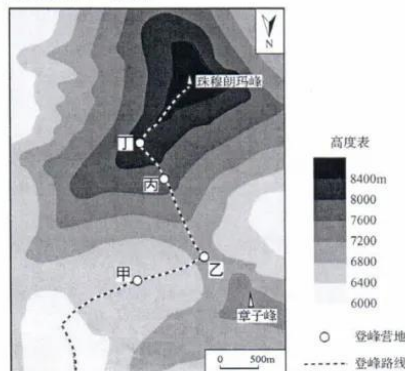 N
珠穆朗玛峰
丁
丙
乙
甲
章子峰
0 500m
高度表
8400m
8000
7600
7200
6800
6400
6000
登峰营地
登峰路线